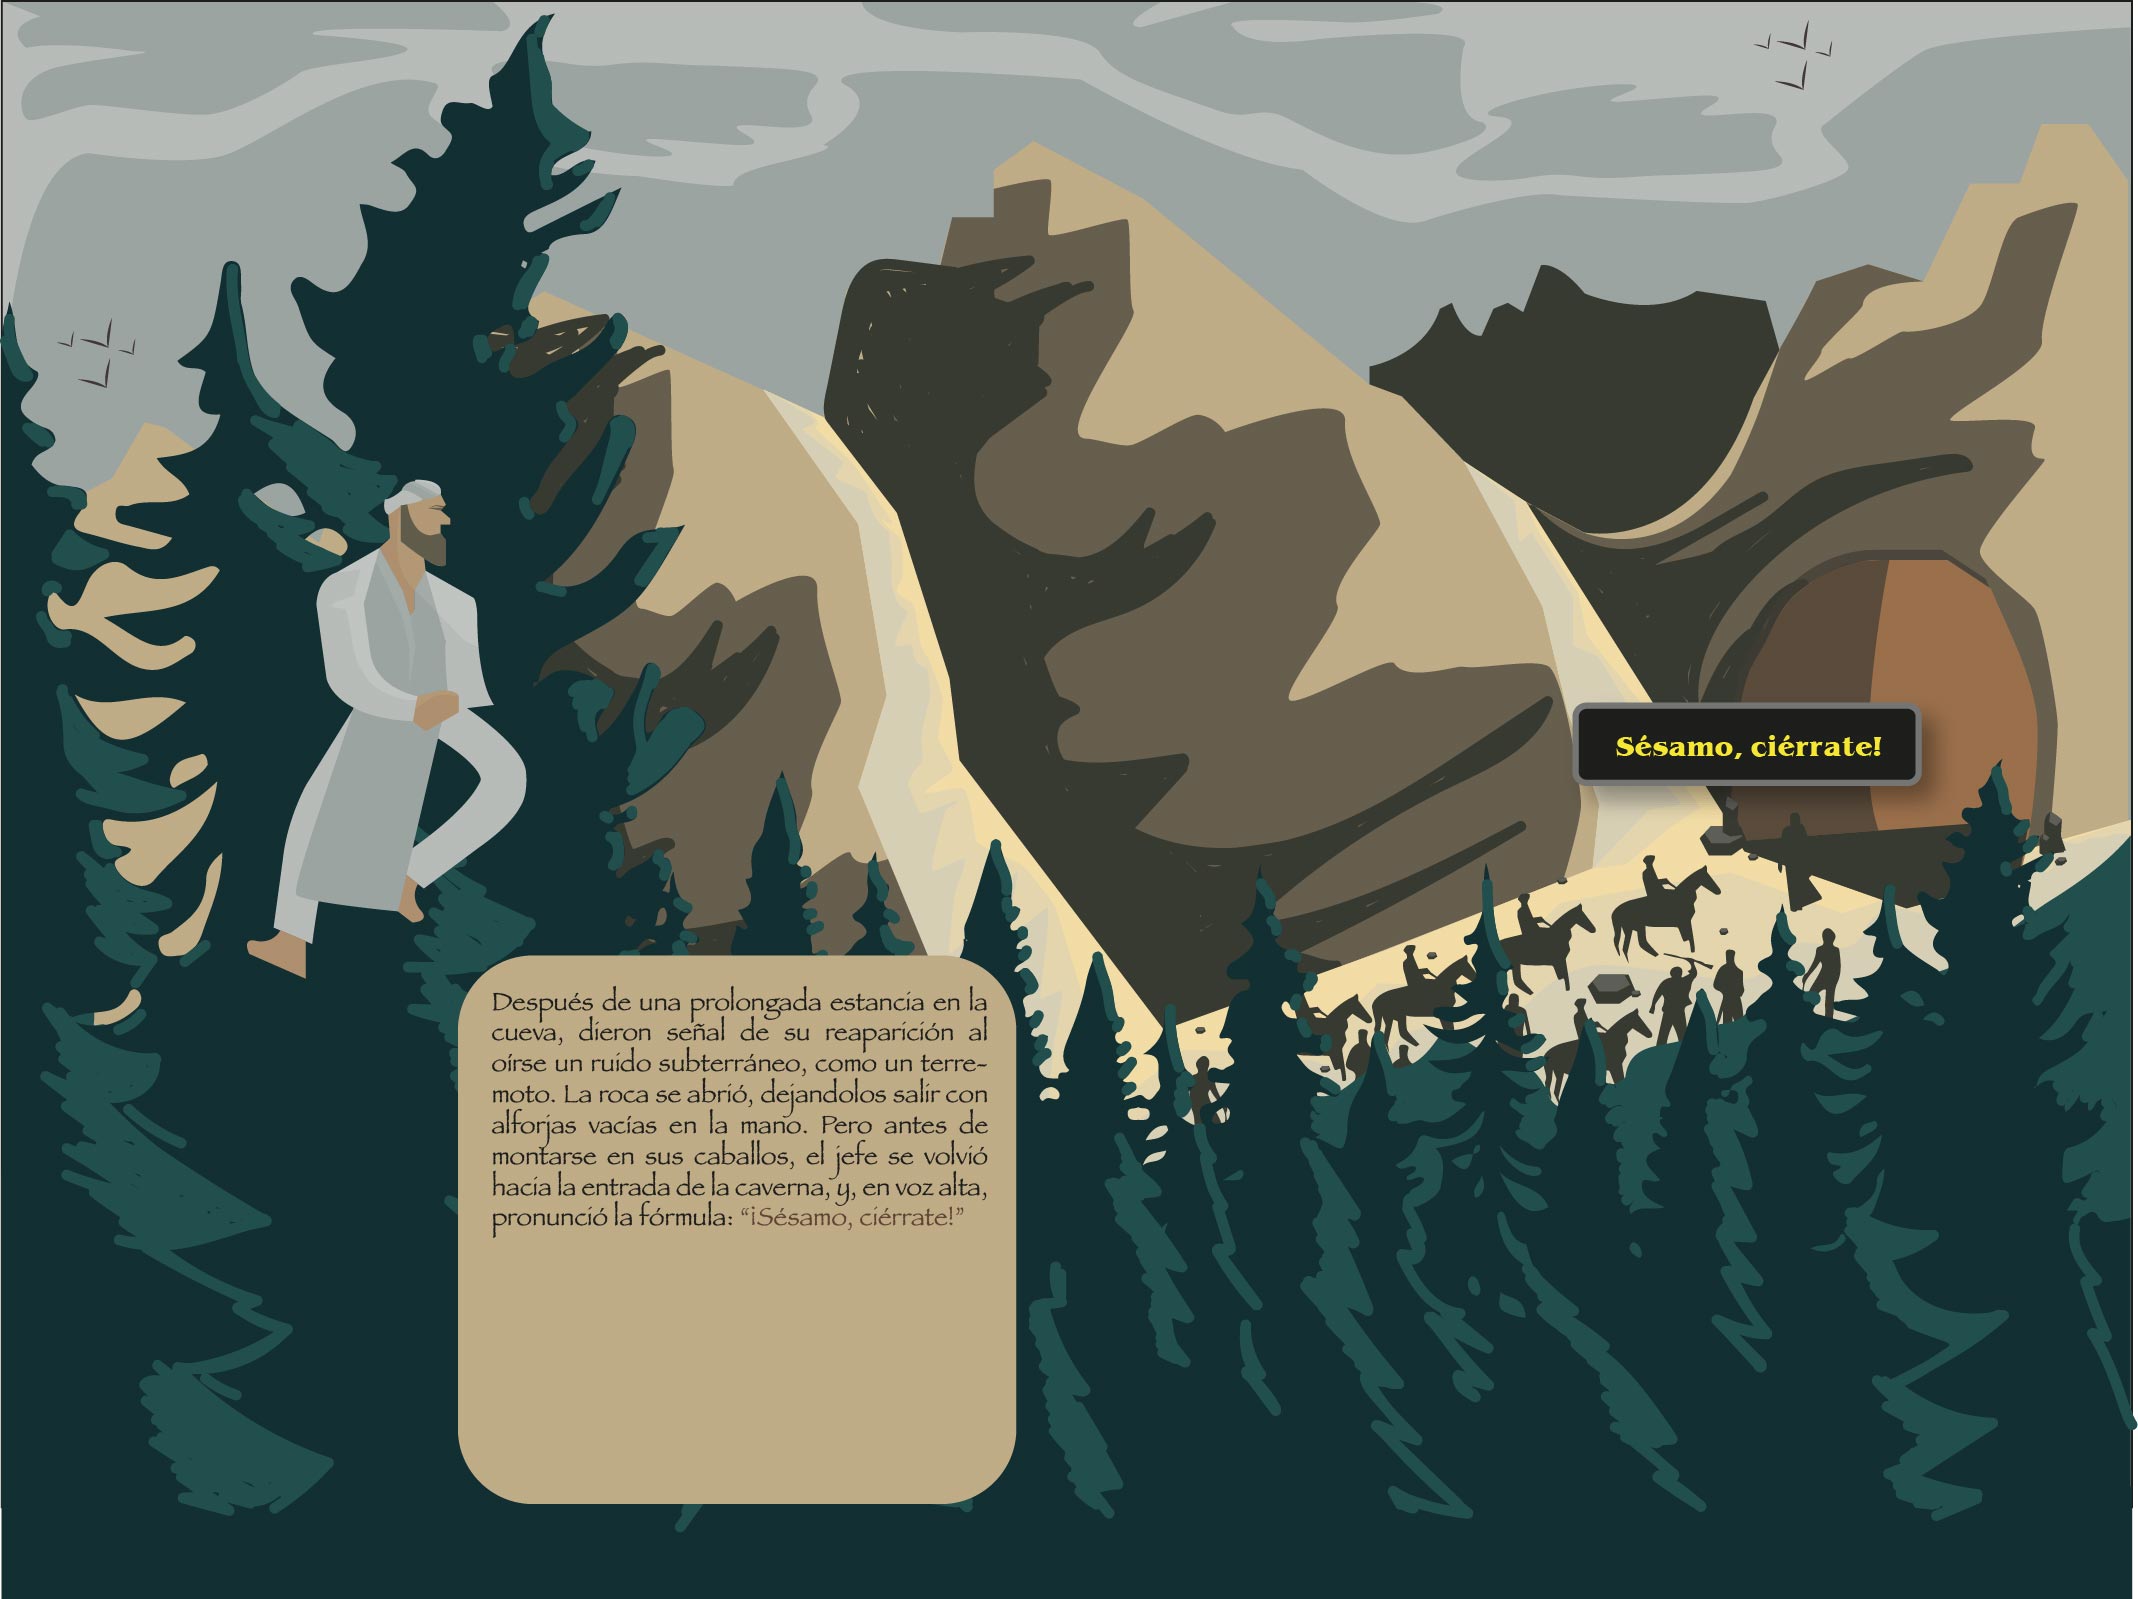 Sésamo, ciérrate!
Después de una prolongada estancia en la
cueva, dieron señal de su reaparición al
oírse un ruido subterráneo, como un terre-
moto. La roca se abrió, dejandolos salir con
alforjas vacías en la mano. Pero antes de
montarse en sus caballos, el jefe se volvió
hacia la entrada de la caverna, y, en voz alta,
pronunció la fórmula: “¡Sésamo, ciérrate!”